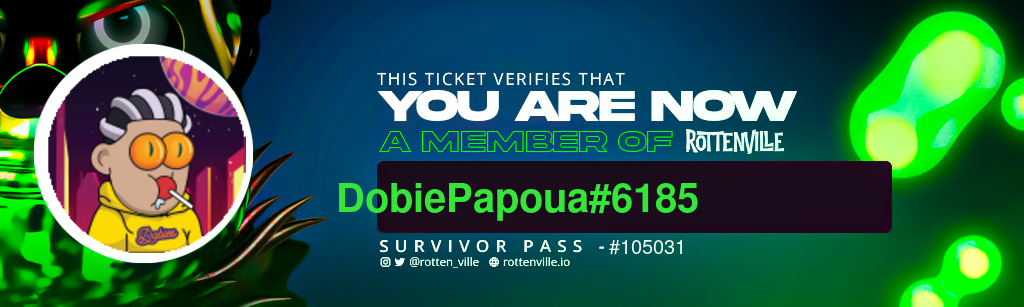 THIS TICKET VERIFIES THAT
YOU ARE NOW
A MEMBER OF ROTTENVILLE
DobiePapoua#6185
SURVIVOR PASS - #105031
@rotten_ville rottenville.io